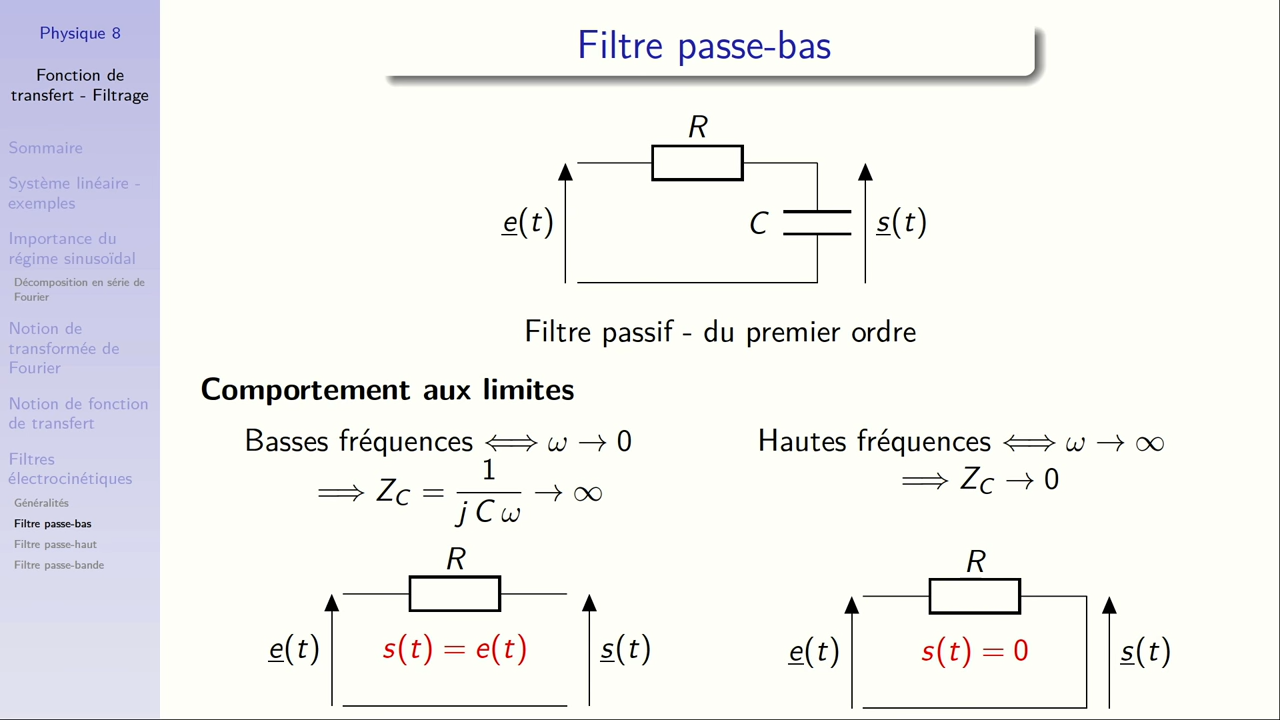 Physique 8
Fonction de
transfert - Filtrage
Sommaire
Système linéaire -
exemples
Importance du
régime sinusoïdal
Décomposition en série de
Fourier
Notion de
transformée de
Fourier
Notion de fonction
de transfert
Filtres
électrocinétiques
Généralités
Filtre passe-bas
Filtre passe-haut
Filtre passe-bande
Filtre passe-bas
R
e(t)
C
s(t)
Filtre passif - du premier ordre
Comportement aux limites
Basses fréquences ⟺ ω → 0
⟹ Z_C = 1 / (j C ω) → ∞
R
e(t)
s(t) = e(t)
s(t)
Hautes fréquences ⟺ ω → ∞
⟹ Z_C → 0
R
e(t)
s(t) = 0
s(t)